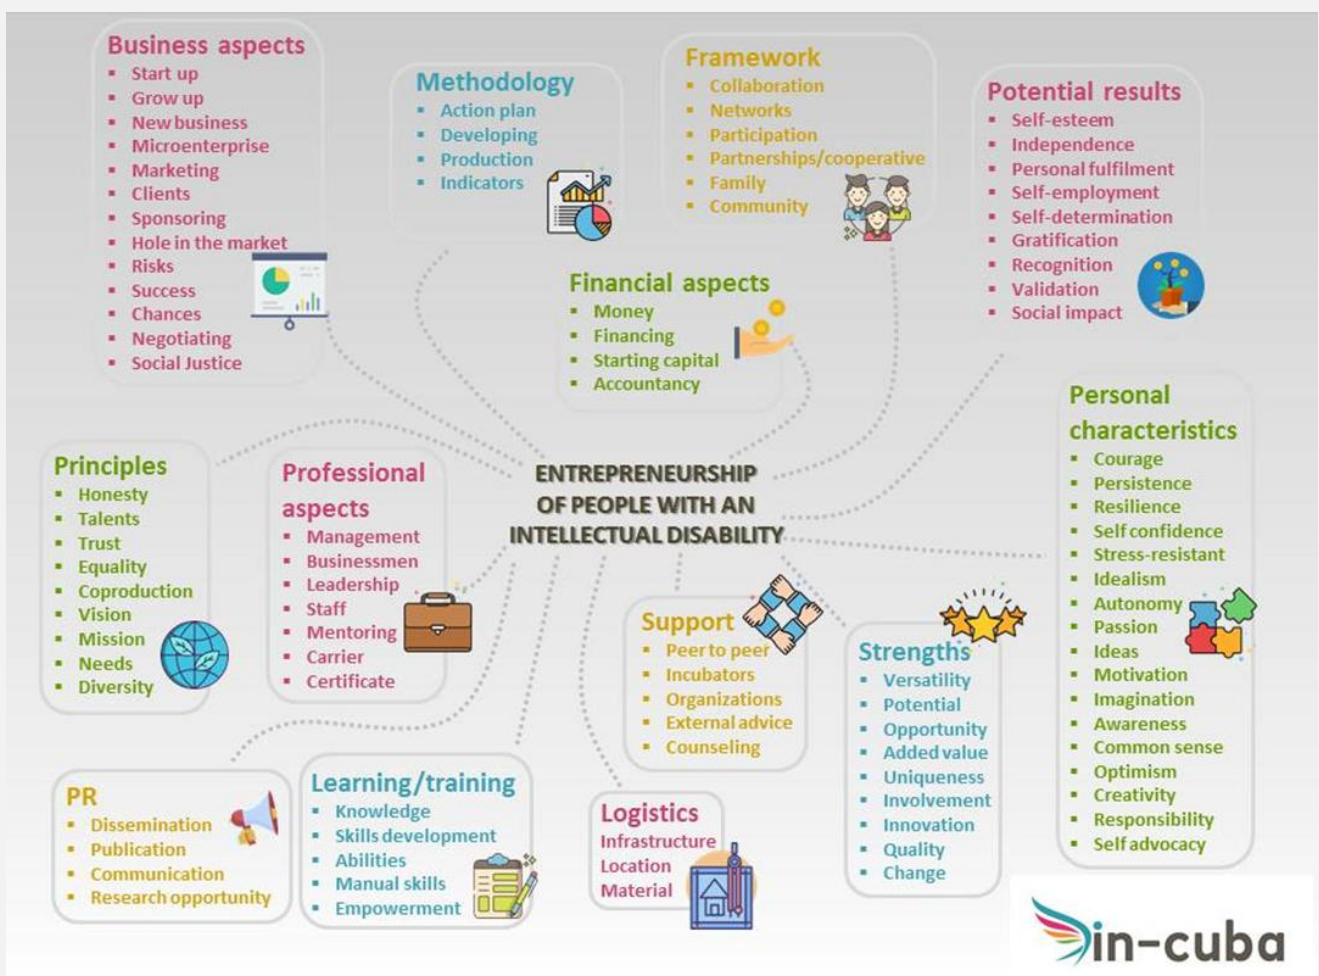 Business aspects
Start up
Grow up
New business
Microenterprise
Marketing
Clients
Sponsoring
Hole in the market
Risks
Success
Chances
Negotiating
Social Justice
Methodology
Action plan
Developing
Production
Indicators
Framework
Collaboration
Networks
Participation
Partnerships/cooperative
Family
Community
Potential results
Self-esteem
Independence
Personal fulfilment
Self-employment
Self-determination
Gratification
Recognition
Validation
Social impact
Financial aspects
Money
Financing
Starting capital
Accountancy
Personal
characteristics
Courage
Persistence
Resilience
Self confidence
Stress-resistant
Idealism
Autonomy
Passion
Ideas
Motivation
Imagination
Awareness
Common sense
Optimism
Creativity
Responsibility
Self advocacy
Principles
Honesty
Talents
Trust
Equality
Coproduction
Vision
Mission
Needs
Diversity
Professional
aspects
Management
Businessmen
Leadership
Staff
Mentoring
Carrier
Certificate
ENTREPRENEURSHIP
OF PEOPLE WITH AN
INTELLECTUAL DISABILITY
Support
Peer to peer
Incubators
Organizations
External advice
Counseling
Strengths
Versatility
Potential
Opportunity
Added value
Uniqueness
Involvement
Innovation
Quality
Change
PR
Dissemination
Publication
Communication
Research opportunity
Learning/training
Knowledge
Skills development
Abilities
Manual skills
Empowerment
Logistics
Infrastructure
Location
Material
in-cuba